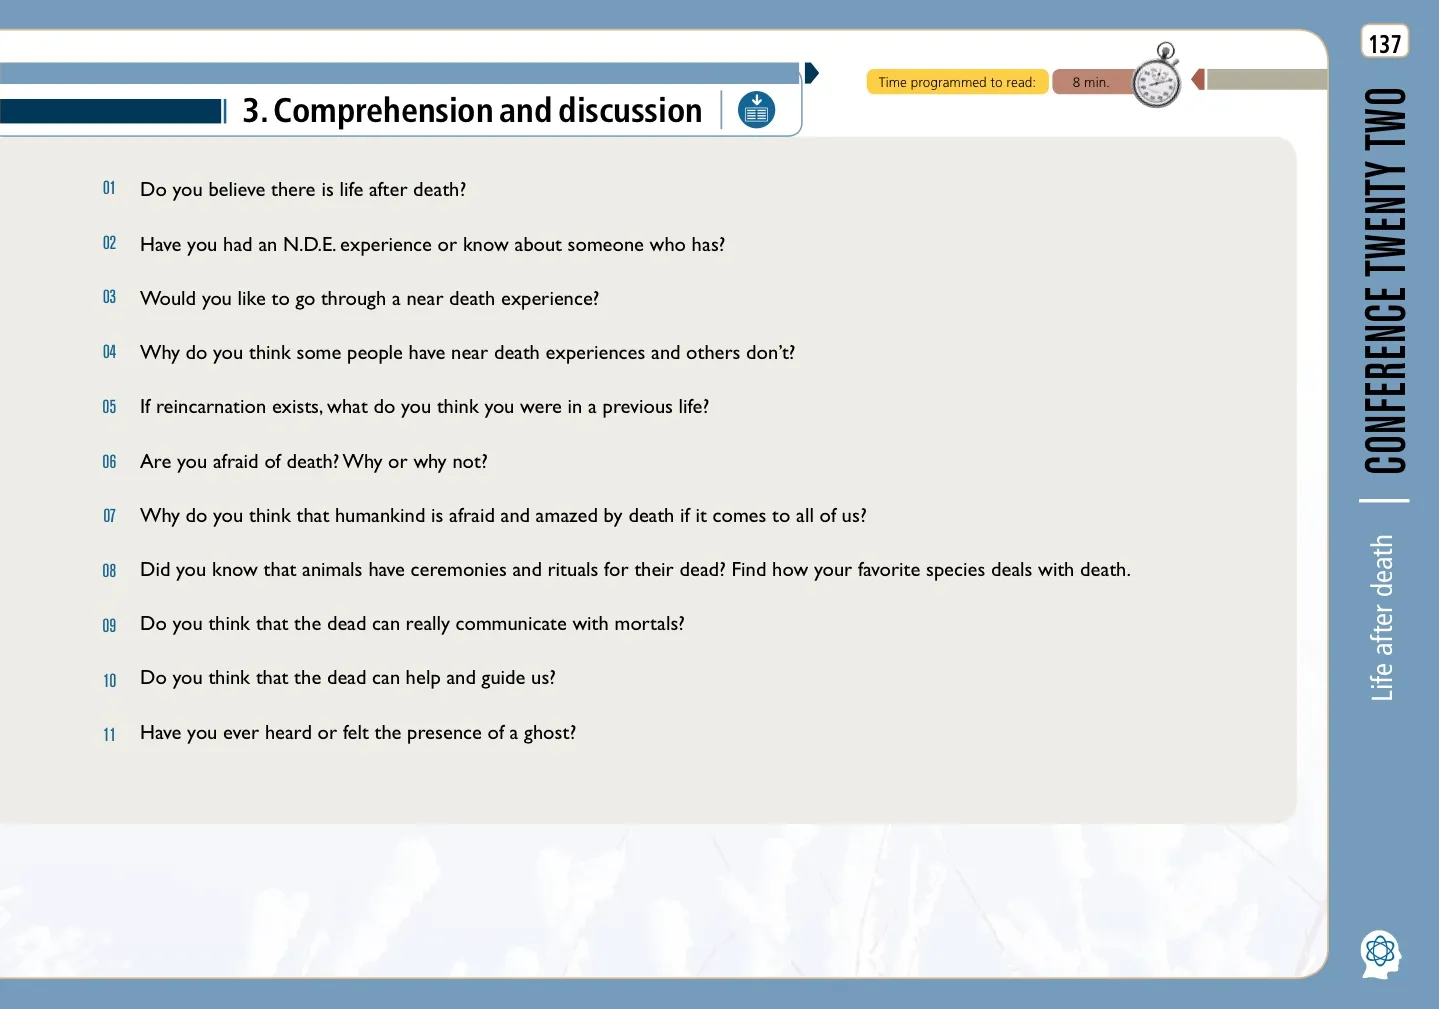 137
Time programmed to read:
8 min.
3. Comprehension and discussion
01 Do you believe there is life after death?
02 Have you had an N.D.E. experience or know about someone who has?
03 Would you like to go through a near death experience?
04 Why do you think some people have near death experiences and others don't?
05 If reincarnation exists, what do you think you were in a previous life?
06 Are you afraid of death? Why or why not?
07 Why do you think that humankind is afraid and amazed by death if it comes to all of us?
08 Did you know that animals have ceremonies and rituals for their dead? Find how your favorite species deals with death.
09 Do you think that the dead can really communicate with mortals?
10 Do you think that the dead can help and guide us?
11 Have you ever heard or felt the presence of a ghost?
Life after death | CONFERENCE TWENTY TWO